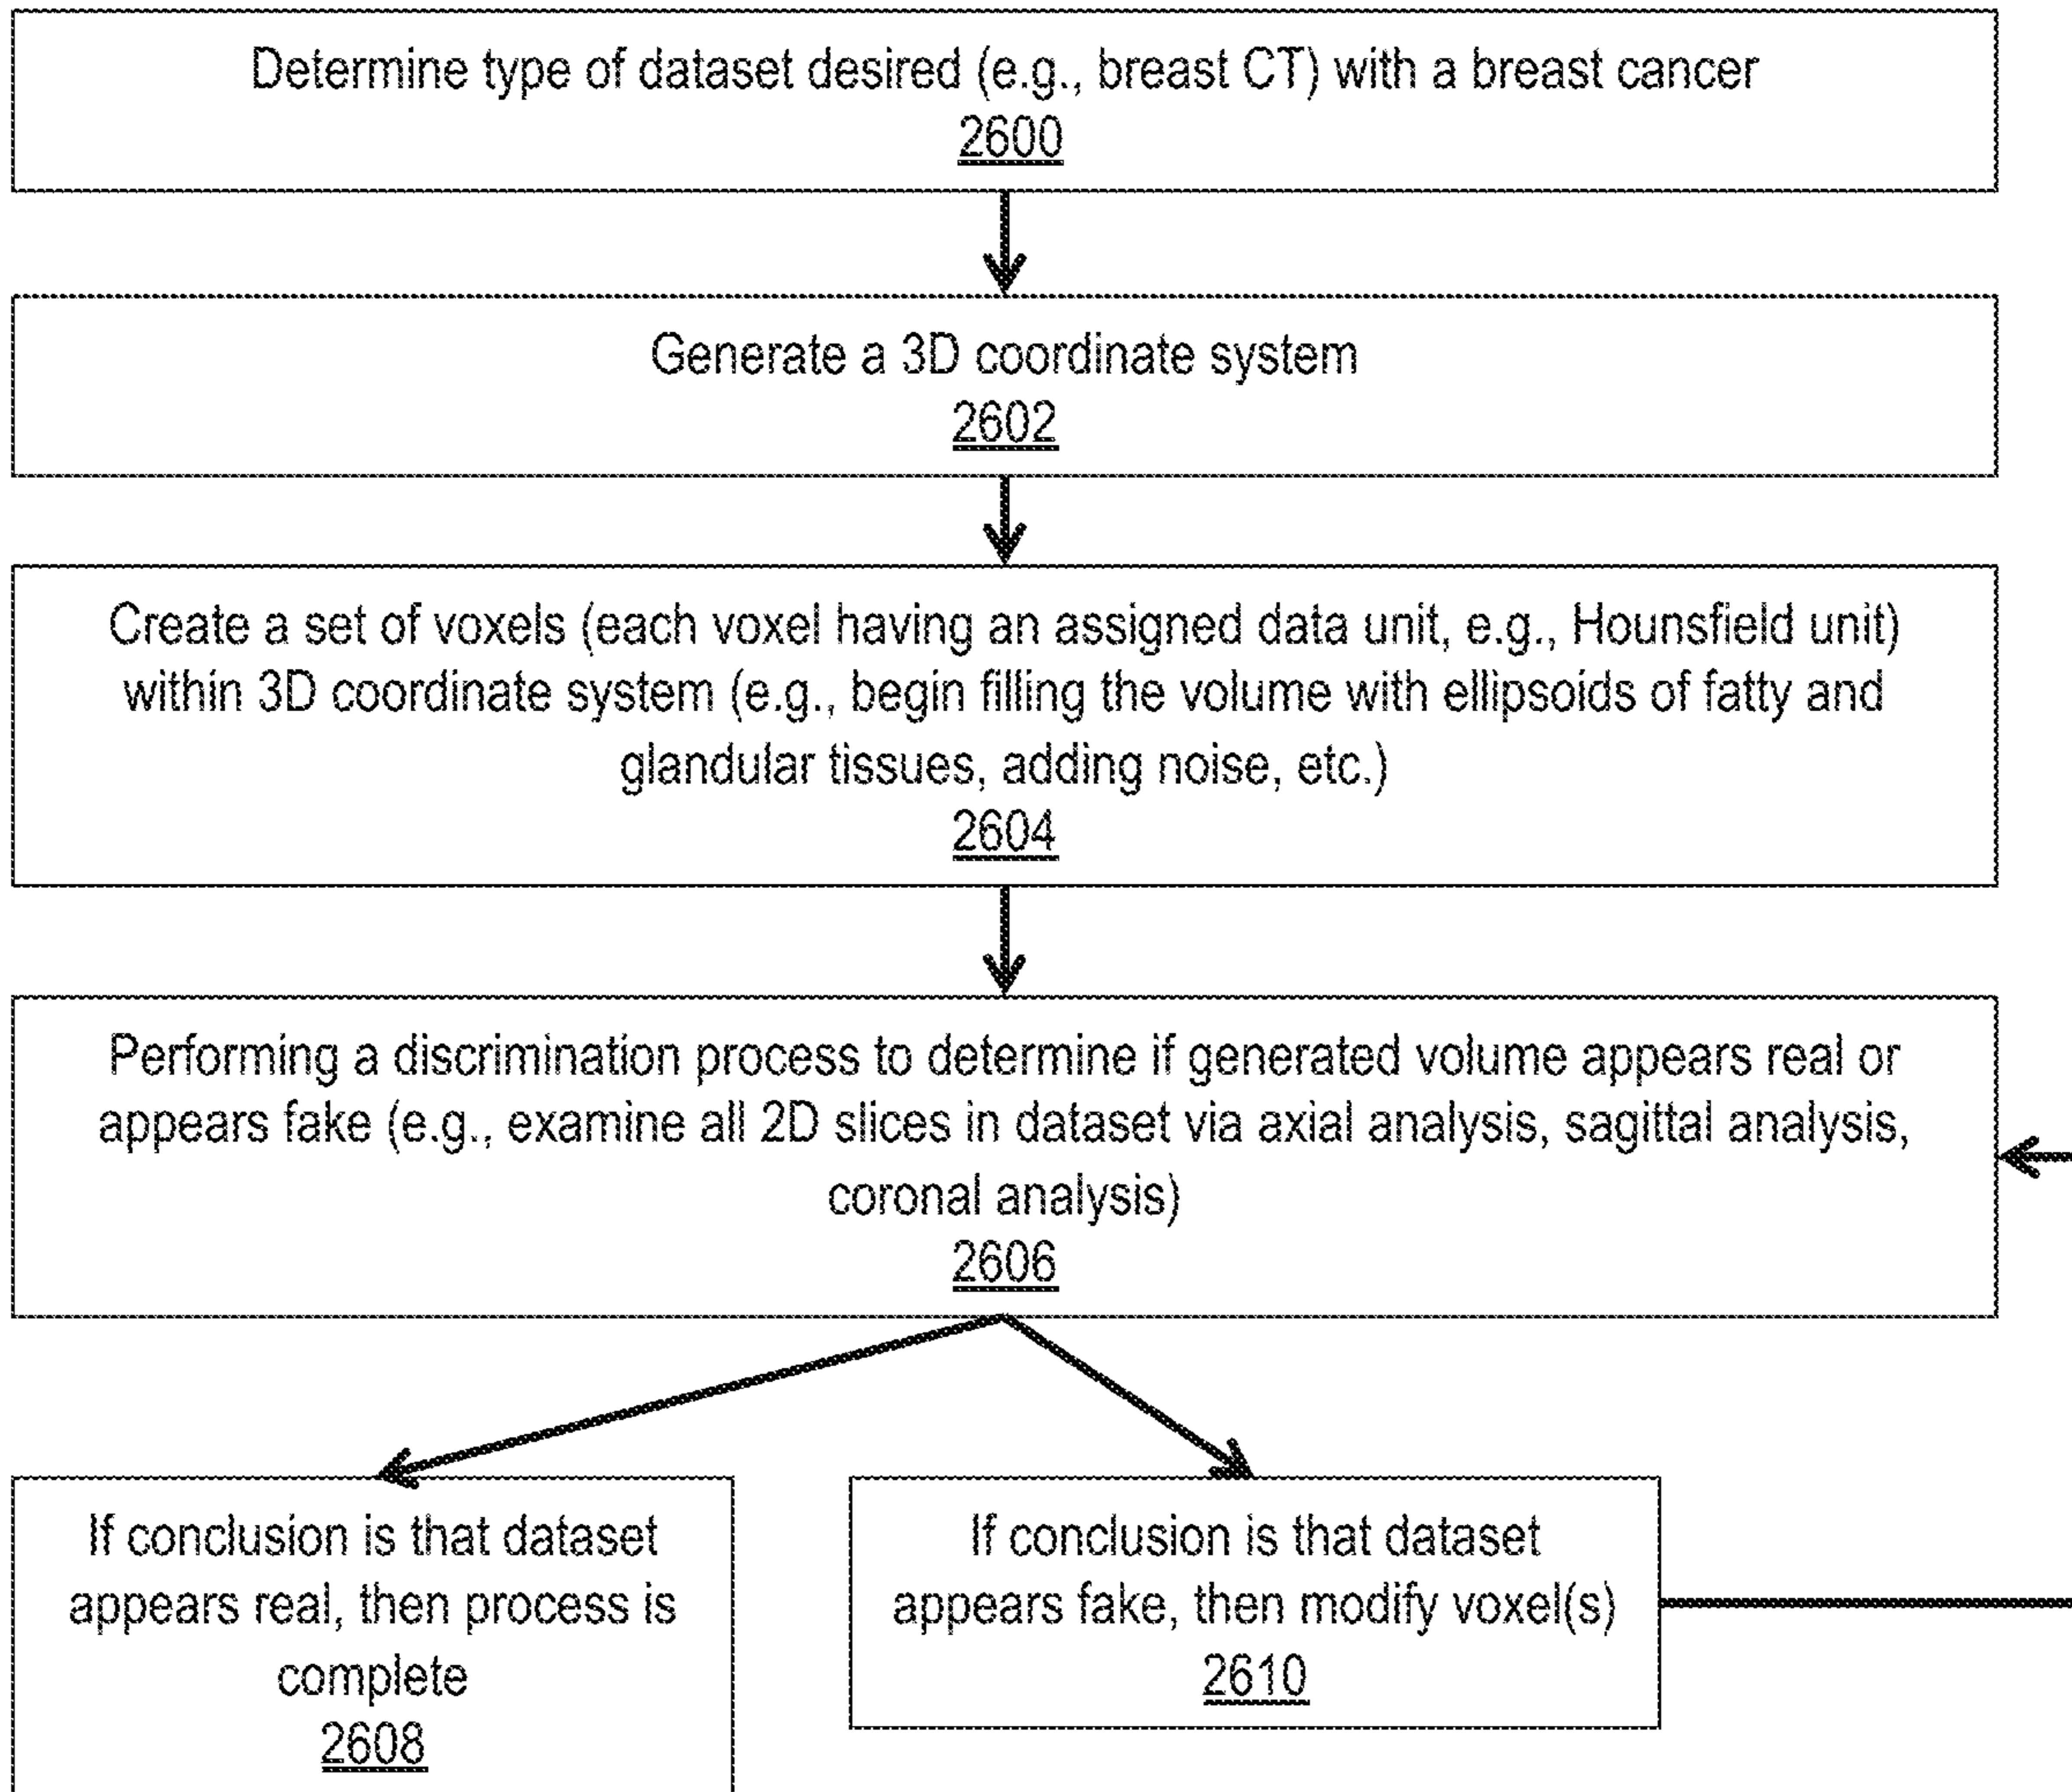 Determine type of dataset desired (e.g., breast CT) with a breast cancer
2600
Generate a 3D coordinate system
2602
Create a set of voxels (each voxel having an assigned data unit, e.g., Hounsfield unit)
within 3D coordinate system (e.g., begin filling the volume with ellipsoids of fatty and
glandular tissues, adding noise, etc.)
2604
Performing a discrimination process to determine if generated volume appears real or
appears fake (e.g., examine all 2D slices in dataset via axial analysis, sagittal analysis,
coronal analysis)
2606
If conclusion is that dataset
appears real, then process is
complete
2608
If conclusion is that dataset
appears fake, then modify voxel(s)
2610